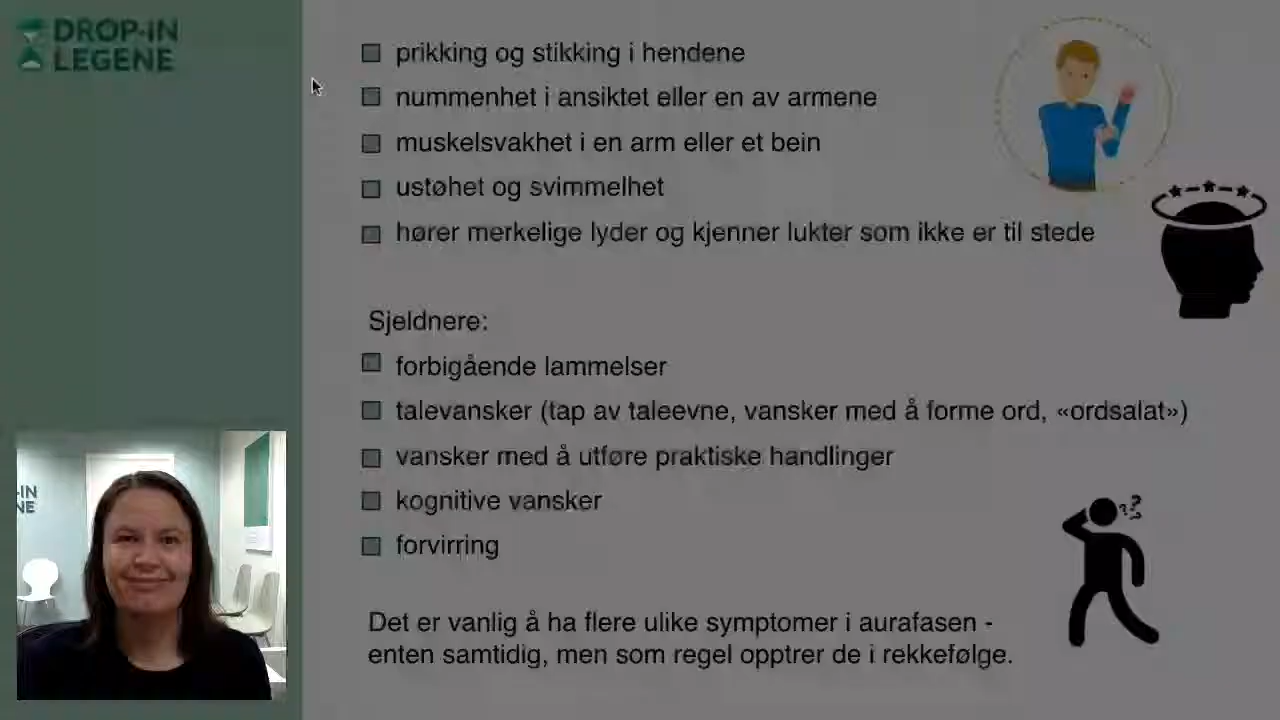 DROP-IN
LEGENE
prikking og stikking i hendene
nummenhet i ansiktet eller en av armene
muskelsvakhet i en arm eller et bein
ustøhet og svimmelhet
hører merkelige lyder og kjenner lukter som ikke er til stede
Sjeldnere:
forbigående lammelser
talevansker (tap av taleevne, vansker med å forme ord, «ordsalat»)
vansker med å utføre praktiske handlinger
kognitive vansker
forvirring
Det er vanlig å ha flere ulike symptomer i aurafasen -
enten samtidig, men som regel opptrer de i rekkefølge.
-IN
NE
??